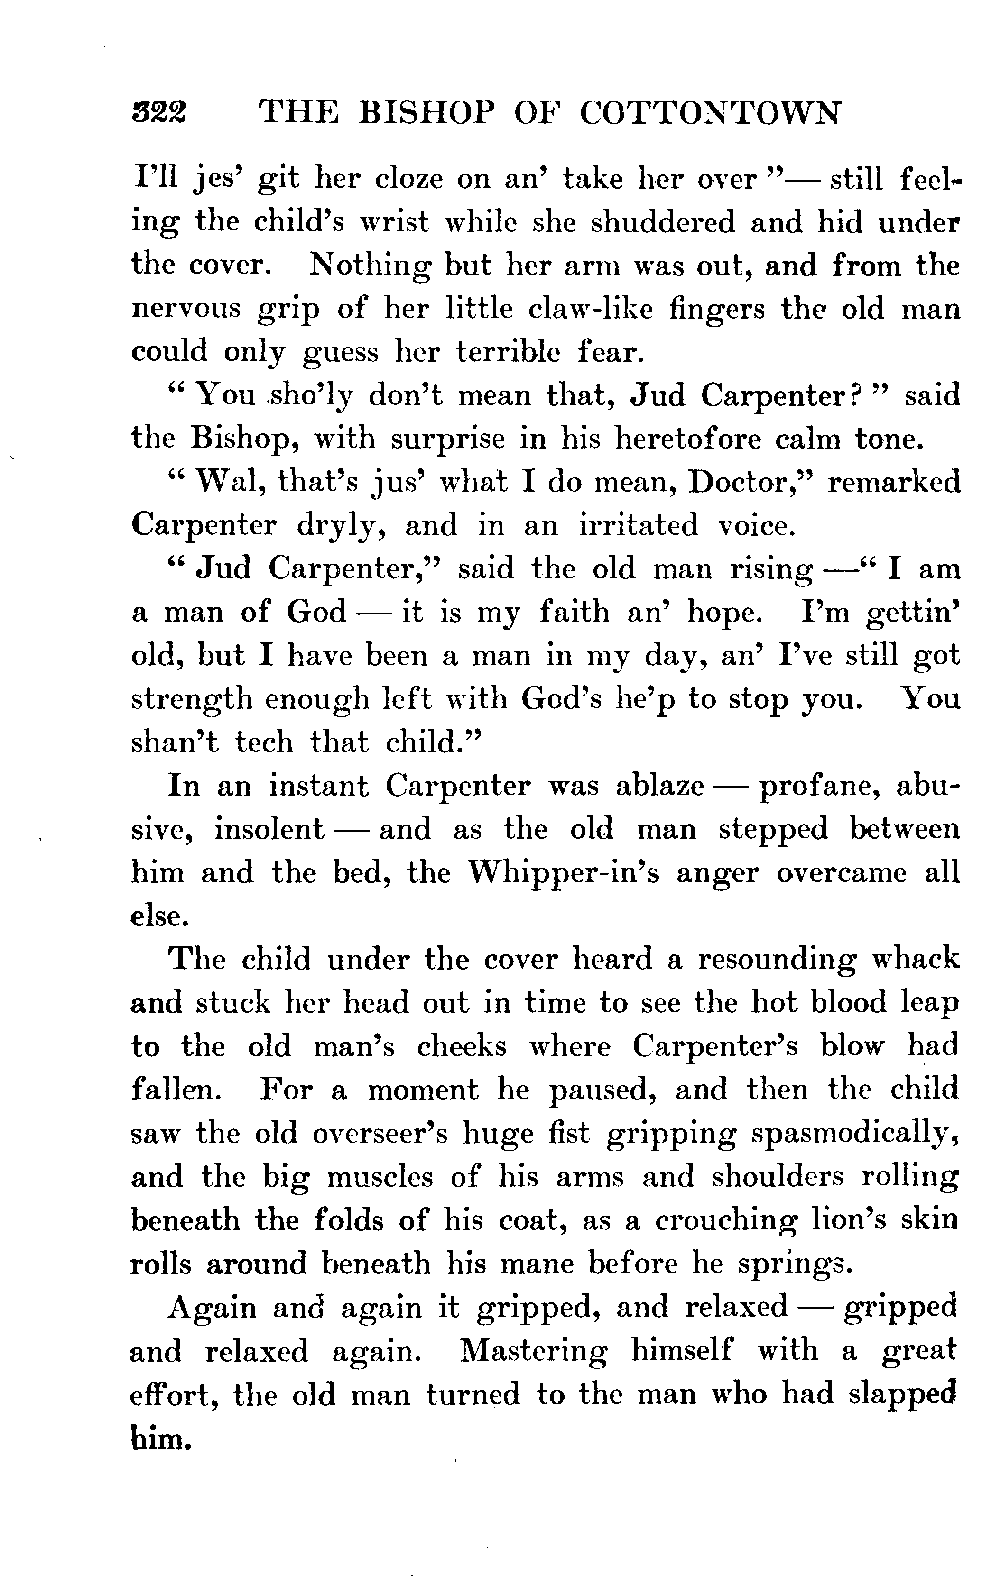 322 THE BISHOP OF COTTONTOWN
I'll jes' git her cloze on an' take her over "— still feel-
ing the child's wrist while she shuddered and hid under
the cover. Nothing but her arm was out, and from the
nervous grip of her little claw-like fingers the old man
could only guess her terrible fear.
" You sho'ly don't mean that, Jud Carpenter? " said
the Bishop, with surprise in his heretofore calm tone.
" Wal, that's jus' what I do mean, Doctor," remarked
Carpenter dryly, and in an irritated voice.
" Jud Carpenter," said the old man rising —" I am
a man of God — it is my faith an' hope. I'm gettin'
old, but I have been a man in my day, an' I've still got
strength enough left with God's he'p to stop you. You
shan't tech that child."
In an instant Carpenter was ablaze — profane, abu-
sive, insolent — and as the old man stepped between
him and the bed, the Whipper-in's anger overcame all
else.
The child under the cover heard a resounding whack
and stuck her head out in time to see the hot blood leap
to the old man's cheeks where Carpenter's blow had
fallen. For a moment he paused, and then the child
saw the old overseer's huge fist gripping spasmodically,
and the big muscles of his arms and shoulders rolling
beneath the folds of his coat, as a crouching lion's skin
rolls around beneath his mane before he springs.
Again and again it gripped, and relaxed — gripped
and relaxed again. Mastering himself with a great
effort, the old man turned to the man who had slapped
him.